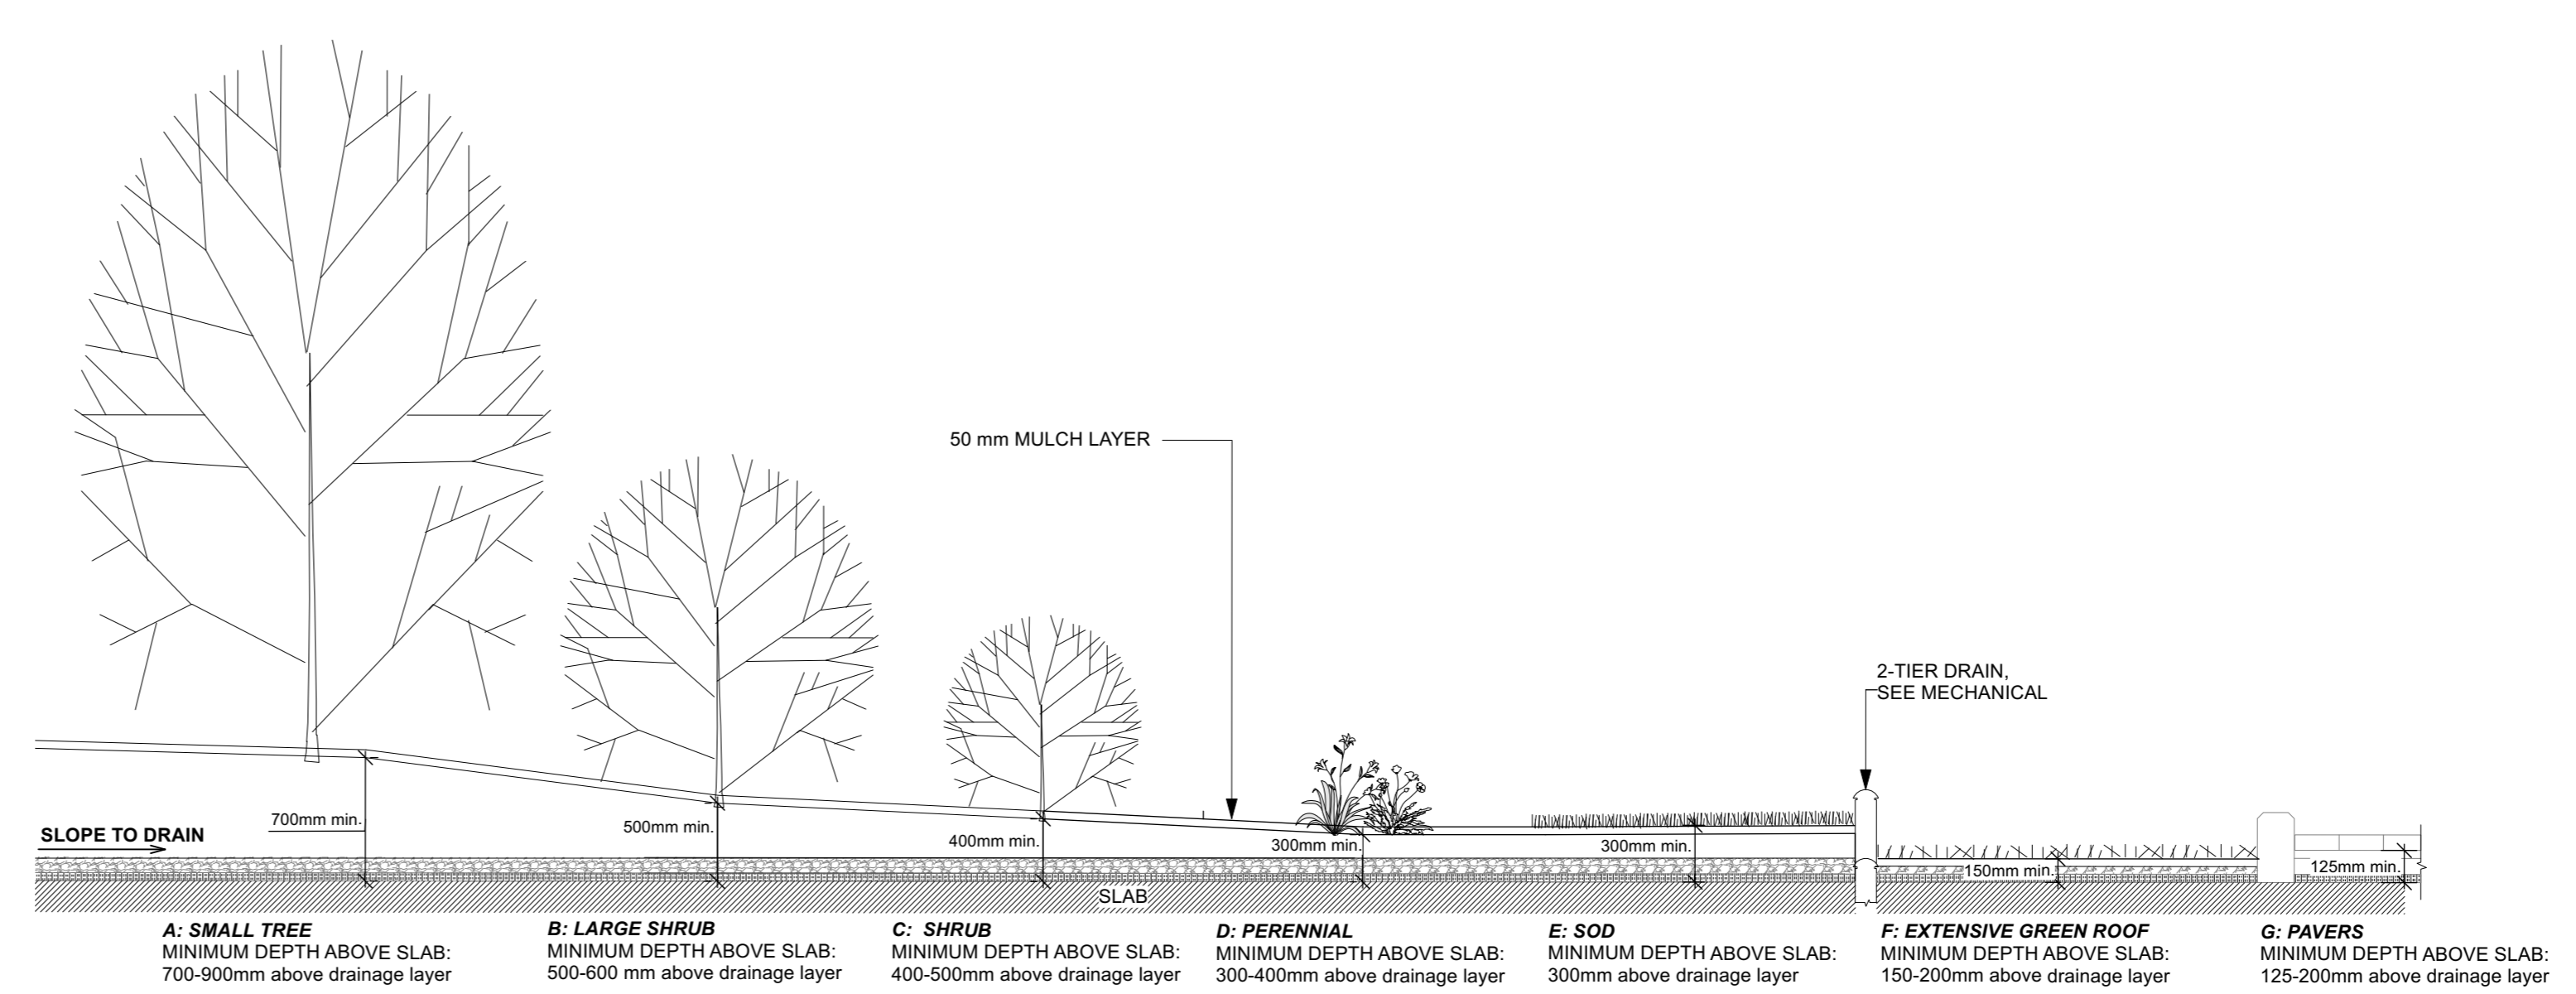 50 mm MULCH LAYER
2-TIER DRAIN,
SEE MECHANICAL
SLOPE TO DRAIN
700mm min.
500mm min.
400mm min.
300mm min.
300mm min.
150mm min.
125mm min.
SLAB
A: SMALL TREE
MINIMUM DEPTH ABOVE SLAB:
700-900mm above drainage layer
B: LARGE SHRUB
MINIMUM DEPTH ABOVE SLAB:
500-600 mm above drainage layer
C: SHRUB
MINIMUM DEPTH ABOVE SLAB:
400-500mm above drainage layer
D: PERENNIAL
MINIMUM DEPTH ABOVE SLAB:
300-400mm above drainage layer
E: SOD
MINIMUM DEPTH ABOVE SLAB:
300mm above drainage layer
F: EXTENSIVE GREEN ROOF
MINIMUM DEPTH ABOVE SLAB:
150-200mm above drainage layer
G: PAVERS
MINIMUM DEPTH ABOVE SLAB:
125-200mm above drainage layer